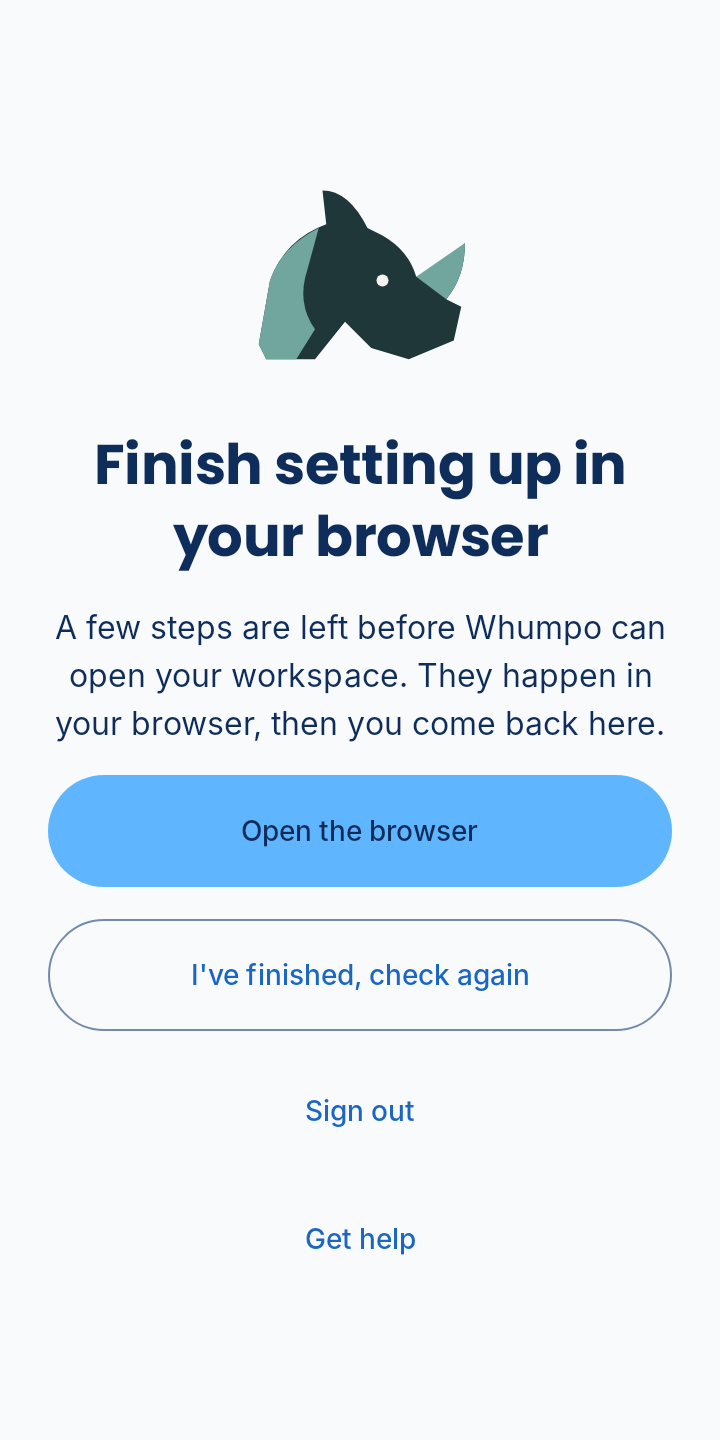 Finish setting up in
your browser
A few steps are left before Whumpo can
open your workspace. They happen in
your browser, then you come back here.
Open the browser
I've finished, check again
Sign out
Get help